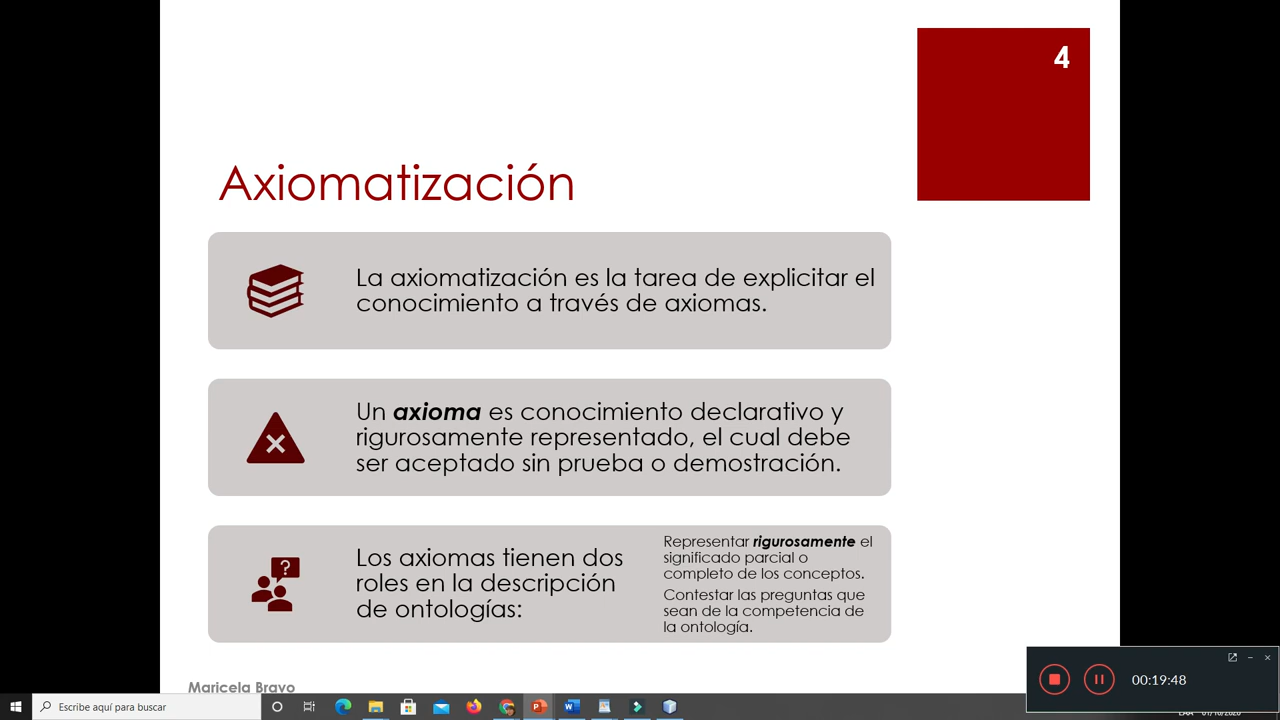 4
Axiomatización
La axiomatización es la tarea de explicitar el
conocimiento a través de axiomas.
Un axioma es conocimiento declarativo y
rigurosamente representado, el cual debe
ser aceptado sin prueba o demostración.
Los axiomas tienen dos
roles en la descripción
de ontologías:
Representar rigurosamente el
significado parcial o
completo de los conceptos.
Contestar las preguntas que
sean de la competencia de
la ontología.
Maricela Bravo
00:19:48
Escribe aquí para buscar